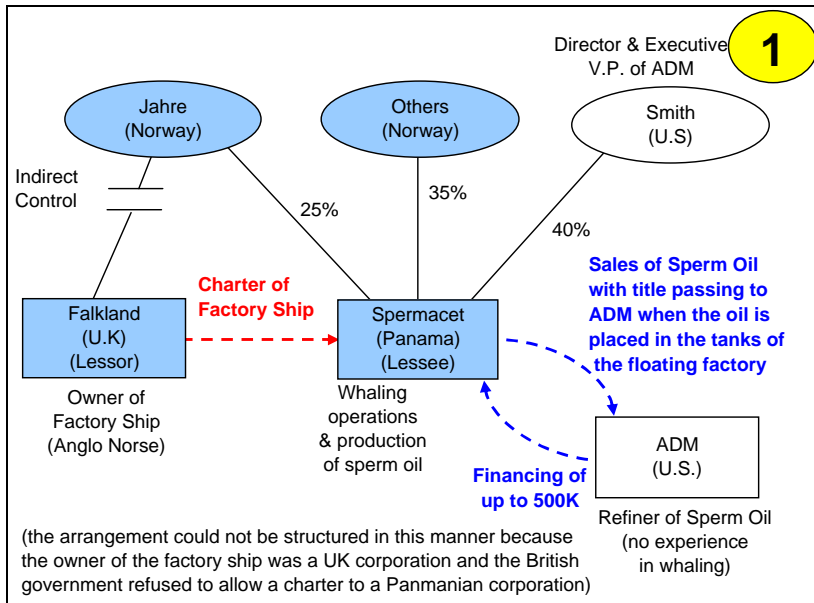 Director & Executive
V.P. of ADM
1
Jahre
(Norway)
Others
(Norway)
Smith
(U.S)
Indirect
Control
25%
35%
40%
Charter of
Factory Ship
Sales of Sperm Oil
with title passing to
ADM when the oil is
placed in the tanks of
the floating factory
Falkland
(U.K)
(Lessor)
Spermacet
(Panama)
(Lessee)
Owner of
Factory Ship
(Anglo Norse)
Whaling
operations
& production
of sperm oil
Financing of
up to 500K
ADM
(U.S.)
Refiner of Sperm Oil
(no experience
in whaling)
(the arrangement could not be structured in this manner because
the owner of the factory ship was a UK corporation and the British
government refused to allow a charter to a Panmanian corporation)